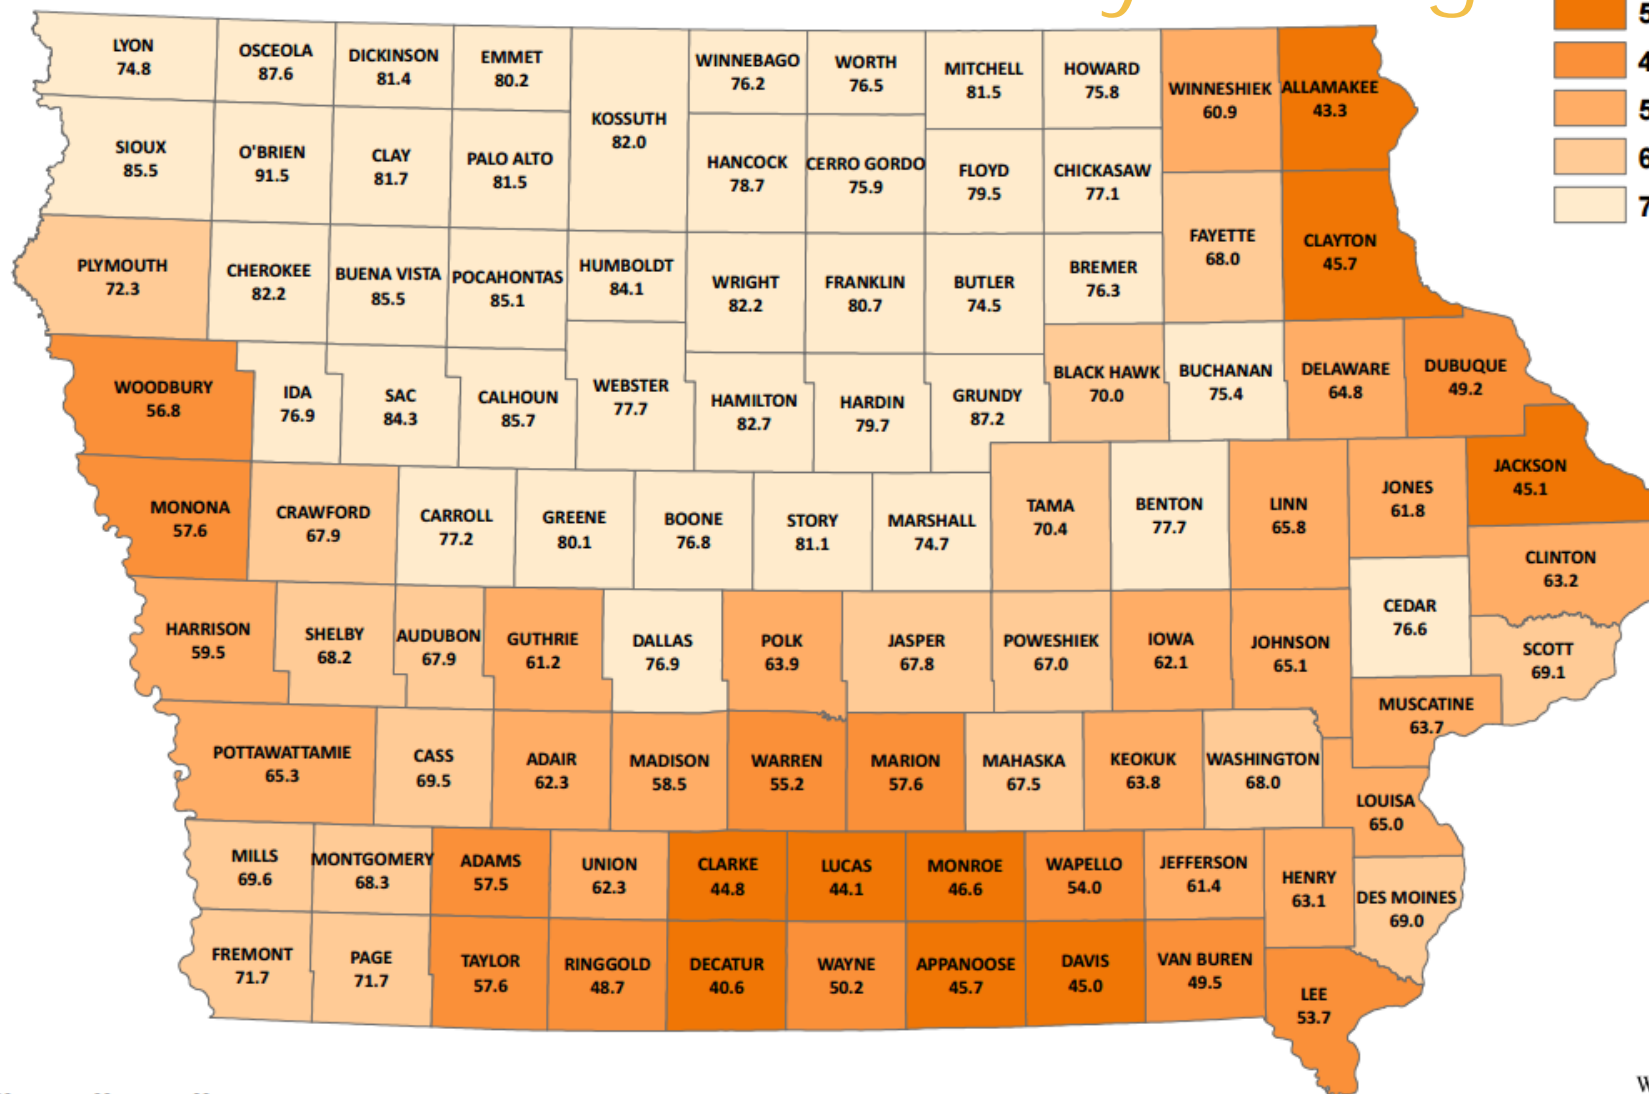 5
4
5
6
7
LYON
74.8
OSCEOLA
87.6
DICKINSON
81.4
EMMET
80.2
KOSSUTH
82.0
WINNEBAGO
76.2
WORTH
76.5
MITCHELL
81.5
HOWARD
75.8
WINNESHIEK
60.9
ALLAMAKEE
43.3
SIOUX
85.5
O'BRIEN
91.5
CLAY
81.7
PALO ALTO
81.5
HANCOCK
78.7
CERRO GORDO
75.9
FLOYD
79.5
CHICKASAW
77.1
FAYETTE
68.0
CLAYTON
45.7
PLYMOUTH
72.3
CHEROKEE
82.2
BUENA VISTA
85.5
POCAHONTAS
85.1
HUMBOLDT
84.1
WRIGHT
82.2
FRANKLIN
80.7
BUTLER
74.5
BREMER
76.3
WOODBURY
56.8
IDA
76.9
SAC
84.3
CALHOUN
85.7
WEBSTER
77.7
HAMILTON
82.7
HARDIN
79.7
GRUNDY
87.2
BLACK HAWK
70.0
BUCHANAN
75.4
DELAWARE
64.8
DUBUQUE
49.2
JACKSON
45.1
MONONA
57.6
CRAWFORD
67.9
CARROLL
77.2
GREENE
80.1
BOONE
76.8
STORY
81.1
MARSHALL
74.7
TAMA
70.4
BENTON
77.7
LINN
65.8
JONES
61.8
CLINTON
63.2
HARRISON
59.5
SHELBY
68.2
AUDUBON
67.9
GUTHRIE
61.2
DALLAS
76.9
POLK
63.9
JASPER
67.8
POWESHIEK
67.0
IOWA
62.1
JOHNSON
65.1
CEDAR
76.6
SCOTT
69.1
MUSCATINE
63.7
POTTAWATTAMIE
65.3
CASS
69.5
ADAIR
62.3
MADISON
58.5
WARREN
55.2
MARION
57.6
MAHASKA
67.5
KEOKUK
63.8
WASHINGTON
68.0
LOUISA
65.0
MILLS
69.6
MONTGOMERY
68.3
ADAMS
57.5
UNION
62.3
CLARKE
44.8
LUCAS
44.1
MONROE
46.6
WAPELLO
54.0
JEFFERSON
61.4
HENRY
63.1
DES MOINES
69.0
FREMONT
71.7
PAGE
71.7
TAYLOR
57.6
RINGGOLD
48.7
DECATUR
40.6
WAYNE
50.2
APPANOOSE
45.7
DAVIS
45.0
VAN BUREN
49.5
LEE
53.7